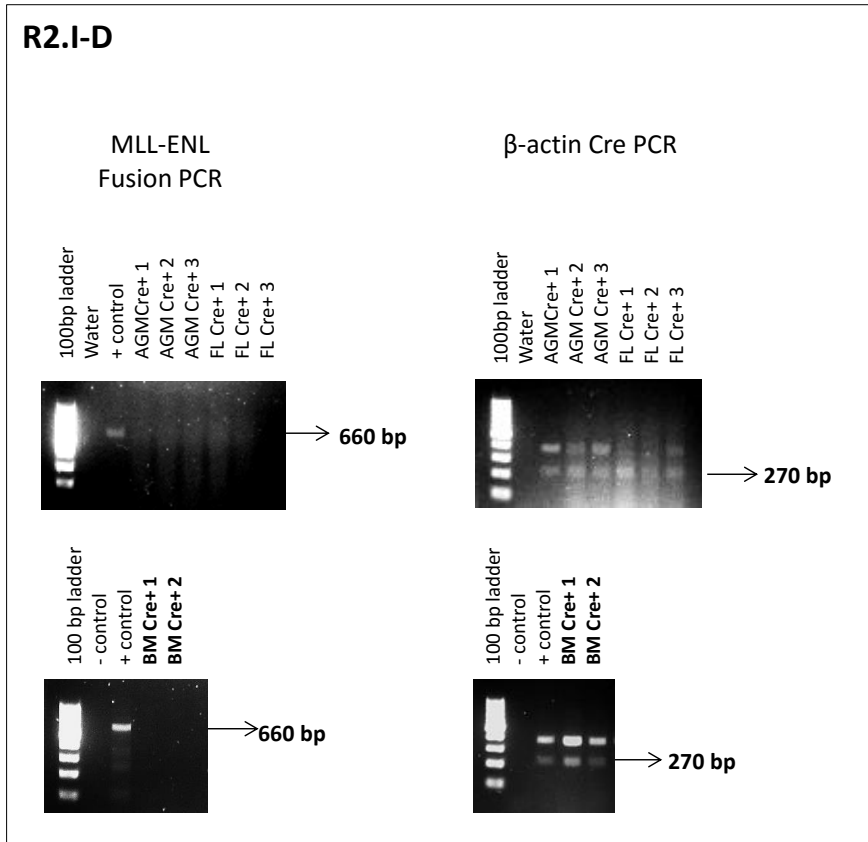 R2.I-D
MLL-ENL
Fusion PCR
100bp ladder
Water
+ control
AGMCre+ 1
AGM Cre+ 2
AGM Cre+ 3
FL Cre+ 1
FL Cre+ 2
FL Cre+ 3
660 bp
β-actin Cre PCR
100bp ladder
Water
AGMCre+ 1
AGM Cre+ 2
AGM Cre+ 3
FL Cre+ 1
FL Cre+ 2
FL Cre+ 3
270 bp
100 bp ladder
- control
+ control
BM Cre+ 1
BM Cre+ 2
660 bp
100 bp ladder
- control
+ control
BM Cre+ 1
BM Cre+ 2
270 bp